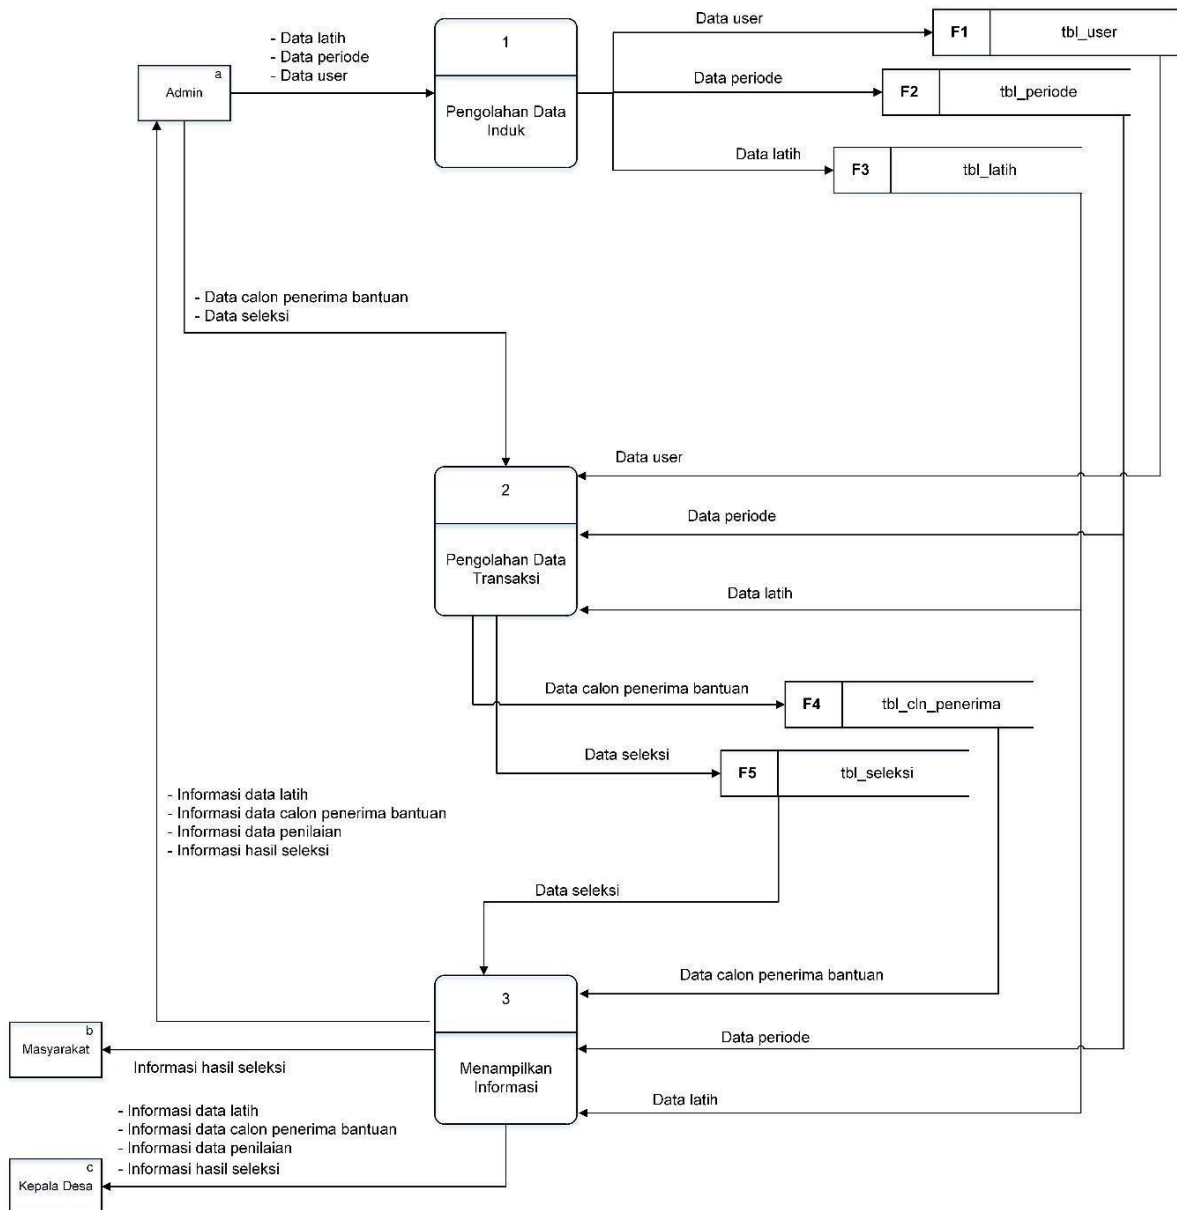 Data user
F1
tbl_user
- Data latih
- Data periode
- Data user
1
a
Admin
Pengolahan Data
Induk
Data periode
F2
tbl_periode
Data latih
F3
tbl_latih
- Data calon penerima bantuan
- Data seleksi
Data user
2
Data periode
Pengolahan Data
Transaksi
Data latih
Data calon penerima bantuan
F4
tbl_cln_penerima
Data seleksi
F5
tbl_seleksi
- Informasi data latih
- Informasi data calon penerima bantuan
- Informasi data penilaian
- Informasi hasil seleksi
Data seleksi
Data calon penerima bantuan
3
b
Masyarakat
Informasi hasil seleksi
Menampilkan
Informasi
Data periode
Data latih
- Informasi data latih
- Informasi data calon penerima bantuan
- Informasi data penilaian
- Informasi hasil seleksi
c
Kepala Desa